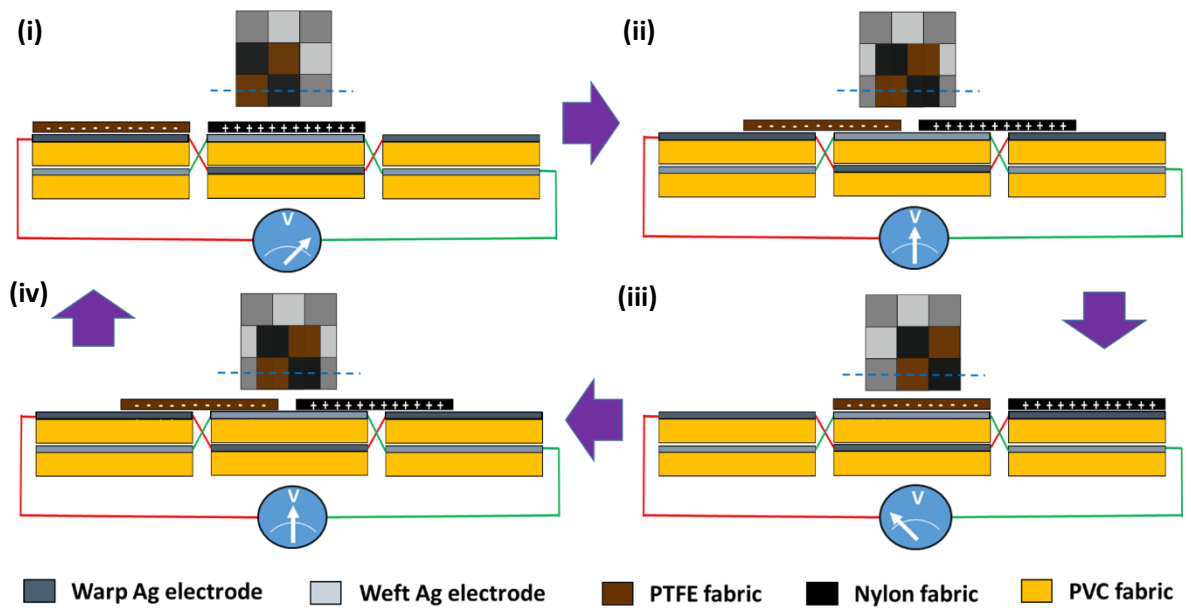 (i)
(ii)
- - - - - - - - - - - -
+++++++++++++
- - - - - - - - - - - -
+++++++++++++
V
V
(iv)
(iii)
- - - - - - - - - - - -
+++++++++++++
- - - - - - - - - - - -
+++++++++++++
V
V
Warp Ag electrode
Weft Ag electrode
PTFE fabric
Nylon fabric
PVC fabric